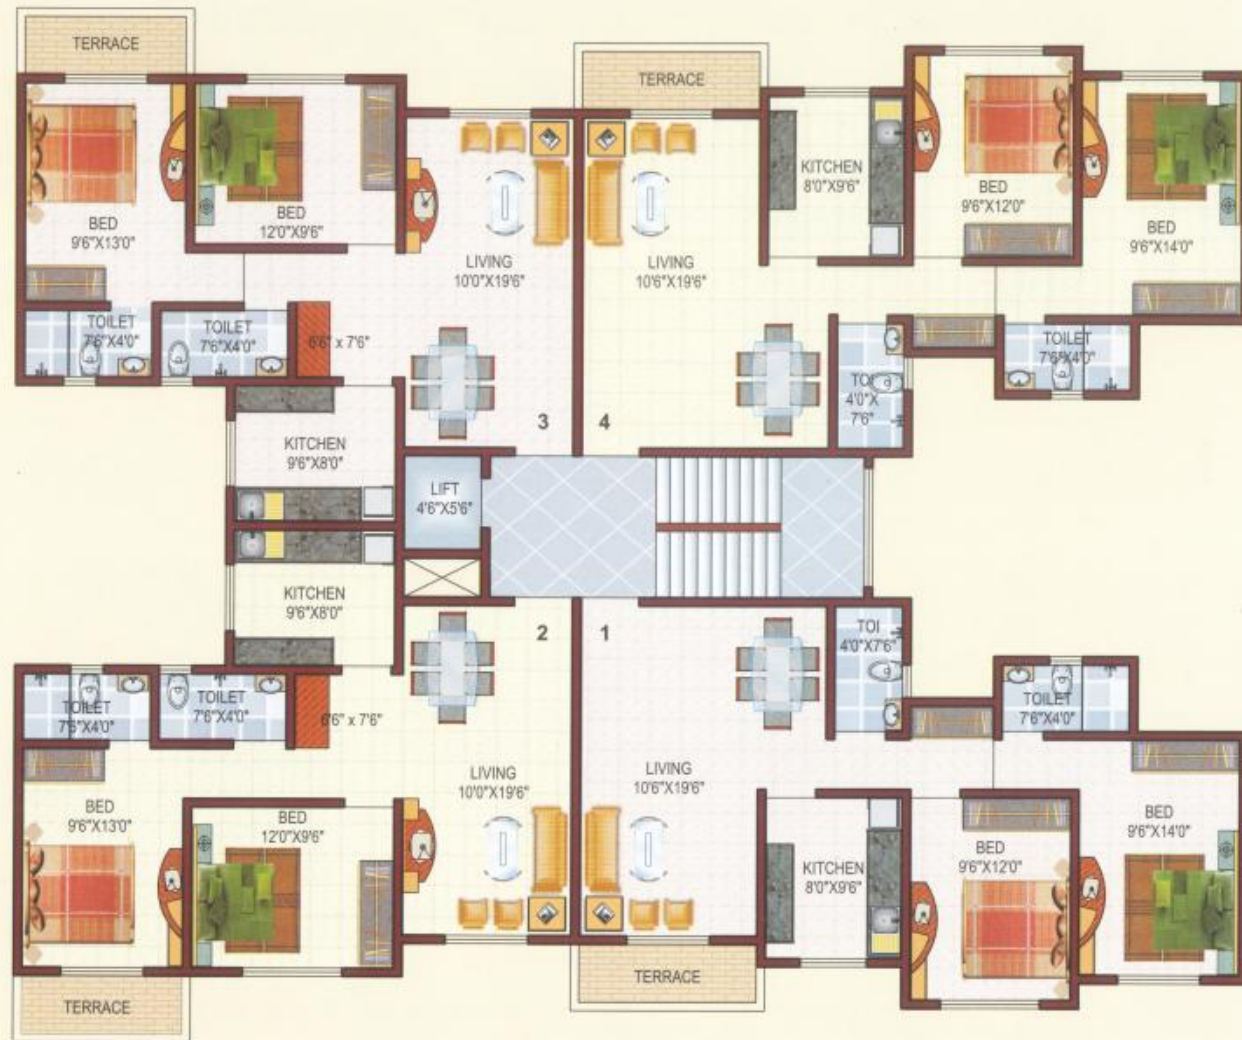 TERRACE
TERRACE
KITCHEN
8'0"X9'6"
BED
9'6"X12'0"
BED
12'0"X9'6"
BED
9'6"X13'0"
BED
9'6"X14'0"
LIVING
10'0"X19'6"
LIVING
10'6"X19'6"
TOILET
7'6"X4'0"
TOILET
7'6"X4'0"
6'6" x 7'6"
TOILET
7'6"X4'0"
TOI
4'0"X
7'6"
3
4
KITCHEN
9'6"X8'0"
LIFT
4'6"X5'6"
KITCHEN
9'6"X8'0"
2
1
TOI
4'0"X7'6"
TOILET
7'6"X4'0"
TOILET
7'6"X4'0"
6'6" x 7'6"
TOILET
7'6"X4'0"
LIVING
10'0"X19'6"
LIVING
10'6"X19'6"
BED
9'6"X13'0"
BED
12'0"X9'6"
BED
9'6"X14'0"
BED
9'6"X12'0"
KITCHEN
8'0"X9'6"
TERRACE
TERRACE